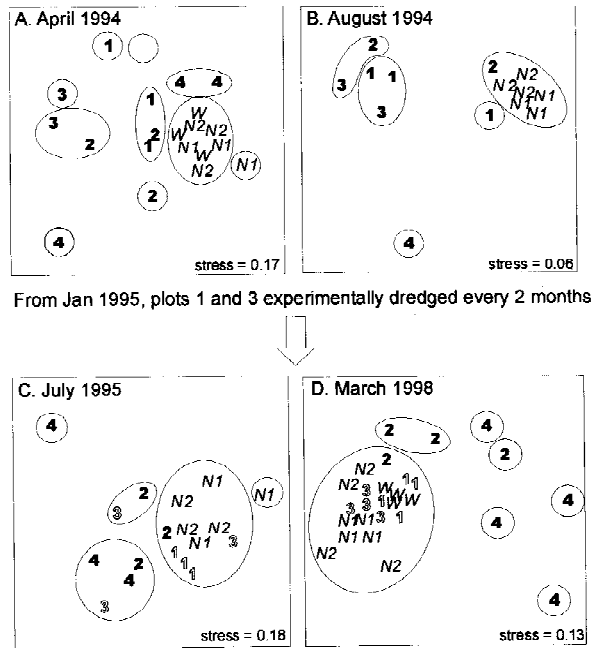 A. April 1994
1
4 4
3
1
3
W
N2
W
2
N2
2
1
N1
N1
W
N2
N1
2
4
stress = 0.17
B. August 1994
2
1 1
3
3
2
N2
N2
N2
N1
N1
N1
1
4
stress = 0.06
From Jan 1995, plots 1 and 3 experimentally dredged every 2 months
C. July 1995
4
N1
N1
2
N2
3
2
N2
N2
N1
3
1
4
2
1
1
4
3
stress = 0.18
D. March 1998
4
2
2
2
2
N2
N2
3
W
1
1
W
3
1
W
W
3
4
N1
N1
3
1
4
N1
N1
N2
N2
4
stress = 0.13